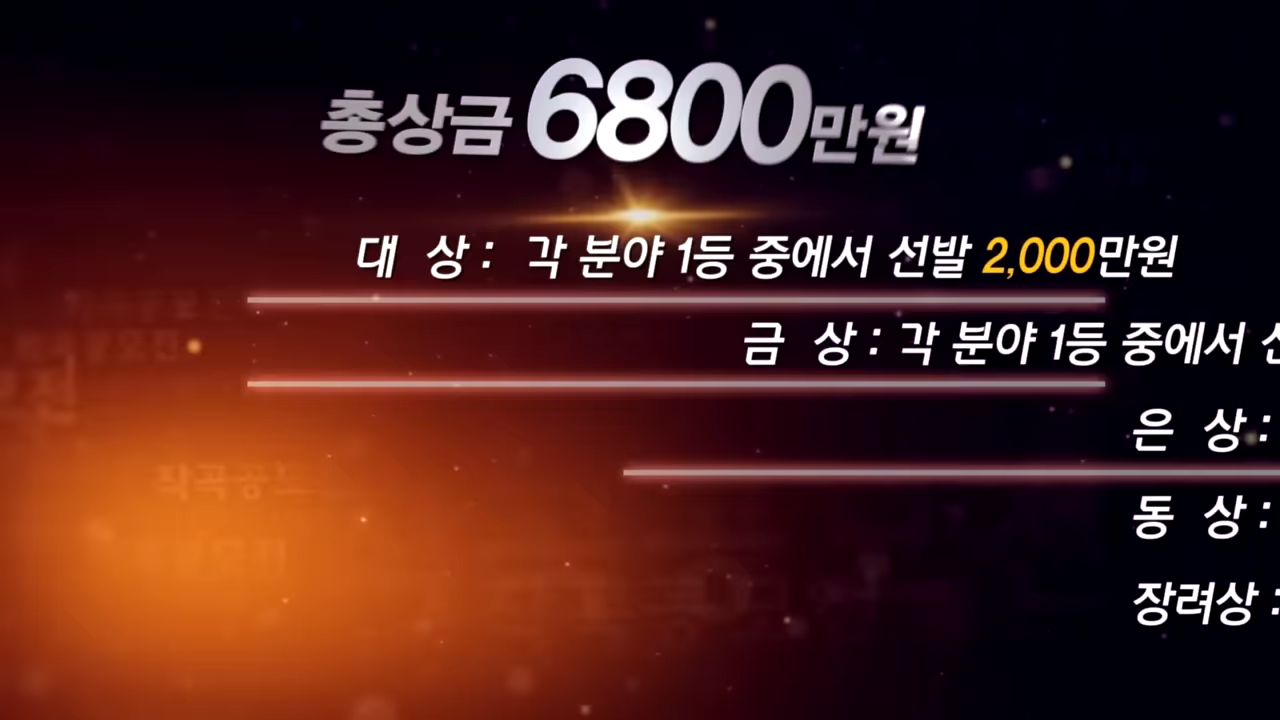 총상금 6800만원
대 상 : 각 분야 1등 중에서 선발 2,000만원
금 상 : 각 분야 1등 중에서
은 상 :
동 상 :
장려상 :